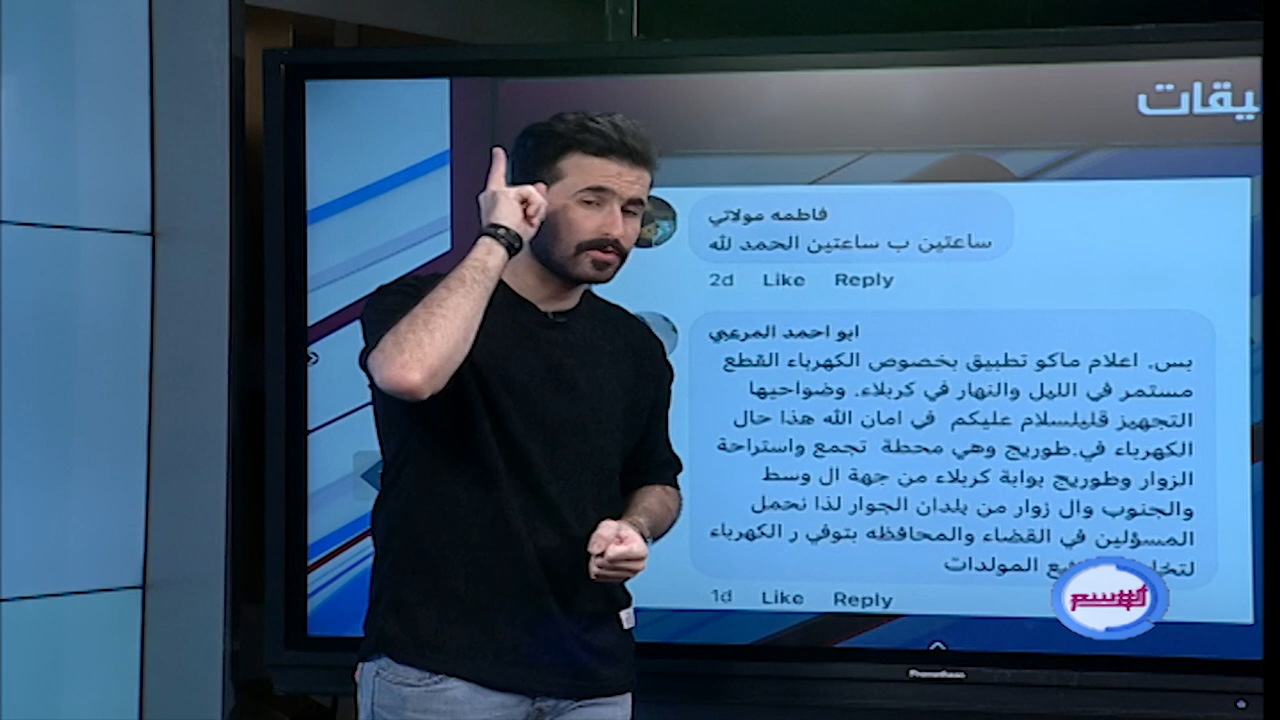 يقات
فاطمه مولاتي
ساعتين ب ساعتين الحمد لله
2d Like Reply
ابو احمد المرعبي
بس. اعلام ماكو تطبيق بخصوص الكهرباء القطع
مستمر في الليل والنهار في كربلاء. وضواحيها
التجهيز قليلسلام عليكم في امان الله هذا حال
الكهرباء في.طوريج وهي محطة تجمع واستراحة
الزوار وطوريج بوابة كربلاء من جهة ال وسط
والجنوب وال زوار من بلدان الجوار لذا نحمل
المسؤلين في القضاء والمحافظه بتوفي ر الكهرباء
المولدات
1d Like Reply
Promethean